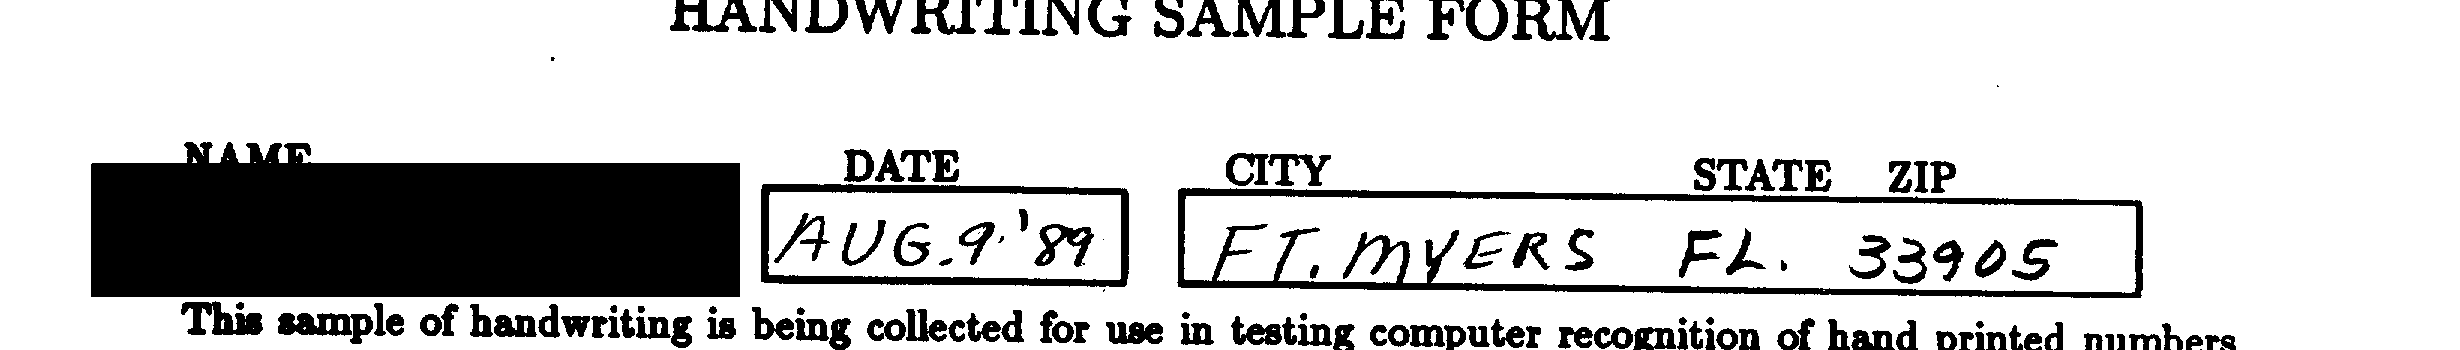 HANDWRITING SAMPLE FORM
NAME DATE CITY STATE ZIP
AUG. 9. '89 FT. MYERS FL. 33905
This sample of handwriting is being collected for use in testing computer recognition of hand printed numbers